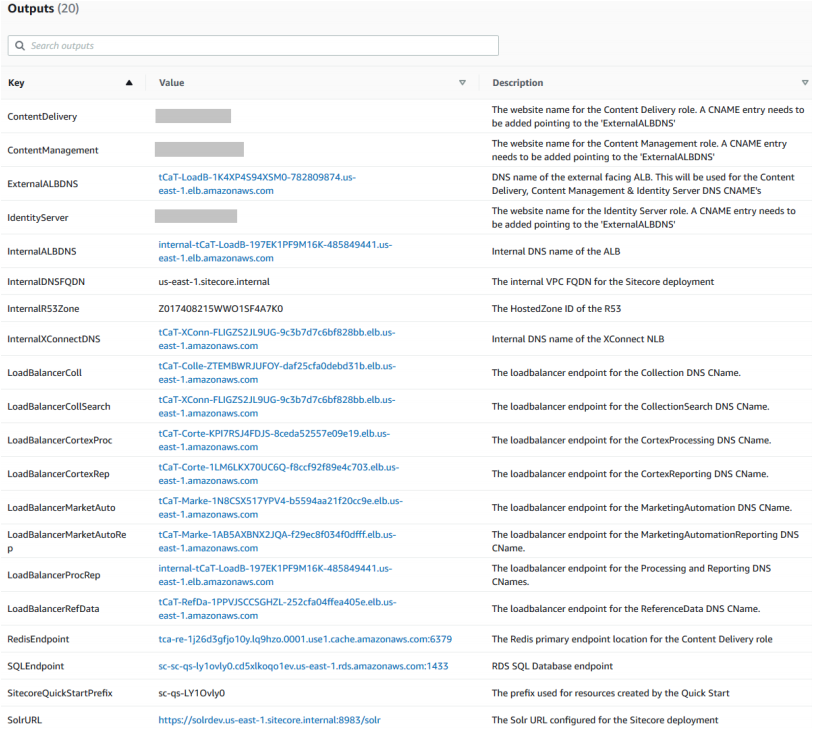 Outputs (20)
Search outputs
Key Value Description
ContentDelivery The website name for the Content Delivery role. A CNAME entry needs to
be added pointing to the 'ExternalALBDNS'
ContentManagement The website name for the Content Management role. A CNAME entry
needs to be added pointing to the 'ExternalALBDNS'
ExternalALBDNS tCaT-LoadB-1K4XP4S94XSM0-782809874.us- DNS name of the external facing ALB. This will be used for the Content
east-1.elb.amazonaws.com Delivery, Content Management & Identity Server DNS CNAME's
IdentityServer The website name for the Identity Server role. A CNAME entry needs to
be added pointing to the 'ExternalALBDNS'
InternalALBDNS internal-tCaT-LoadB-197EK1PF9M16K-485849441.us- Internal DNS name of the ALB
east-1.elb.amazonaws.com
InternalDNSFQDN us-east-1.sitecore.internal The internal VPC FQDN for the Sitecore deployment
InternalR53Zone Z017408215WWO1SF4A7K0 The HostedZone ID of the R53
InternalXConnectDNS tCaT-XConn-FLIGZS2JL9UG-9c3b7d7c6bf828bb.elb.us- Internal DNS name of the XConnect NLB
east-1.amazonaws.com
LoadBalancerColl tCaT-Colle-ZTEMBWRJUFOY-daf25cfa0debd31b.elb.us- The loadbalancer endpoint for the Collection DNS CName.
east-1.amazonaws.com
LoadBalancerCollSearch tCaT-XConn-FLIGZS2JL9UG-9c3b7d7c6bf828bb.elb.us- The loadbalancer endpoint for the CollectionSearch DNS CName.
east-1.amazonaws.com
LoadBalancerCortexProc tCaT-Corte-KPI7RSJ4FDJS-8ceda52557e09e19.elb.us- The loadbalancer endpoint for the CortexProcessing DNS CName.
east-1.amazonaws.com
LoadBalancerCortexRep tCaT-Corte-1LM6LKX70UC6Q-f8ccf92f89e4c703.elb.us- The loadbalancer endpoint for the CortexReporting DNS CName.
east-1.amazonaws.com
LoadBalancerMarketAuto tCaT-Marke-1N8CSX517YPV4-b5594aa21f20cc9e.elb.us- The loadbalancer endpoint for the MarketingAutomation DNS CName.
east-1.amazonaws.com
LoadBalancerMarketAutoRe tCaT-Marke-1AB5AXBNX2JQA-f29ec8f034f0dfff.elb.us- The loadbalancer endpoint for the MarketingAutomationReporting DNS
p east-1.amazonaws.com CName.
LoadBalancerProcRep internal-tCaT-LoadB-197EK1PF9M16K-485849441.us- The loadbalancer endpoint for the Processing and Reporting DNS
east-1.elb.amazonaws.com CNames.
LoadBalancerRefData tCaT-RefDa-1PPVJSCCSGHZL-252cfa04ffea405e.elb.us- The loadbalancer endpoint for the ReferenceData DNS CName.
east-1.amazonaws.com
RedisEndpoint tca-re-1j26d3gfjo10y.lq9hzo.0001.use1.cache.amazonaws.com:6379 The Redis primary endpoint location for the Content Delivery role
SQLEndpoint sc-sc-qs-ly1ovly0.cd5xlkoqo1ev.us-east-1.rds.amazonaws.com:1433 RDS SQL Database endpoint
SitecoreQuickStartPrefix sc-qs-LY1Ovly0 The prefix used for resources created by the Quick Start
SolrURL https://solrdev.us-east-1.sitecore.internal:8983/solr The Solr URL configured for the Sitecore deployment